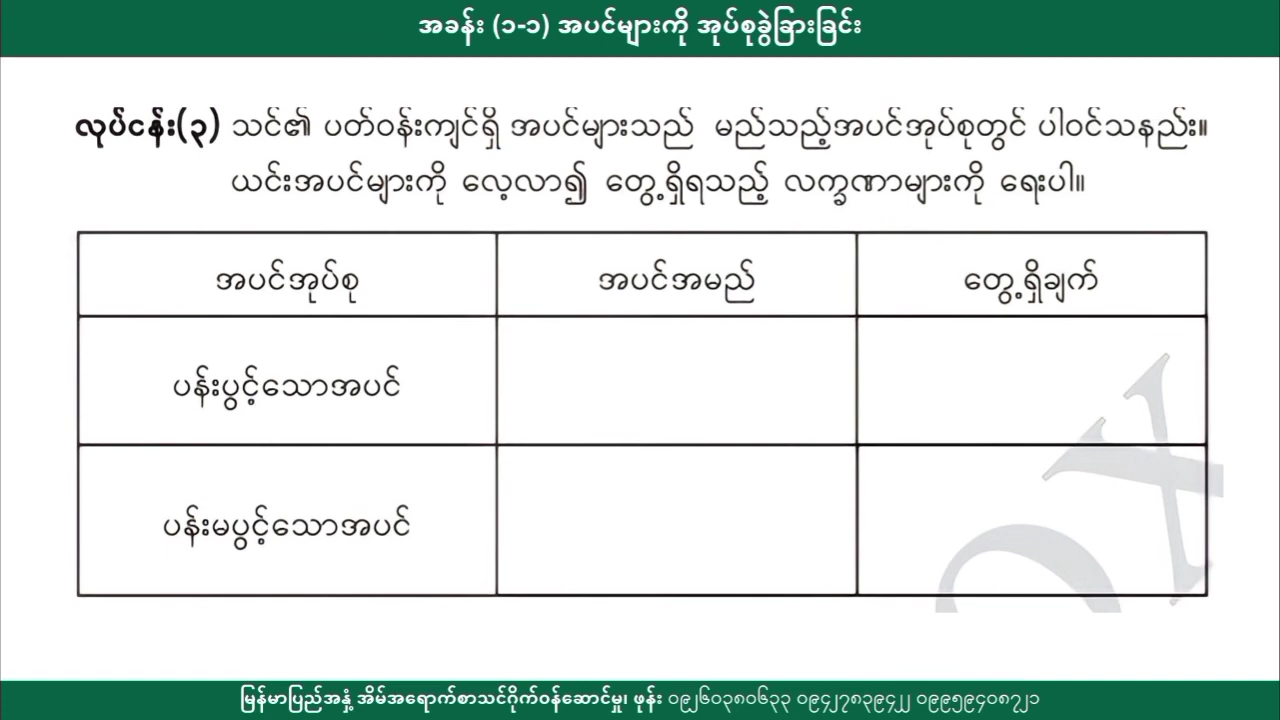 အခန်း (၁-၁) အပင်များကို အုပ်စုခွဲခြားခြင်း
လုပ်ငန်း(၃) သင်၏ ပတ်ဝန်းကျင်ရှိ အပင်များသည် မည်သည့်အပင်အုပ်စုတွင် ပါဝင်သနည်း။
ယင်းအပင်များကို လေ့လာ၍ တွေ့ရှိရသည့် လက္ခဏာများကို ရေးပါ။
အပင်အုပ်စု အပင်အမည် တွေ့ရှိချက်
ပန်းပွင့်သောအပင်
ပန်းမပွင့်သောအပင်
မြန်မာပြည်အနှံ့ အိမ်အရောက်စာသင်ဂိုက်ဝန်ဆောင်မှု၊ ဖုန်း ၀၉၂၆၀၃၈၀၆၃၃ ၀၉၄၂၇၈၃၉၄၂၂ ၀၉၉၅၉၄၀၈၇၂၁